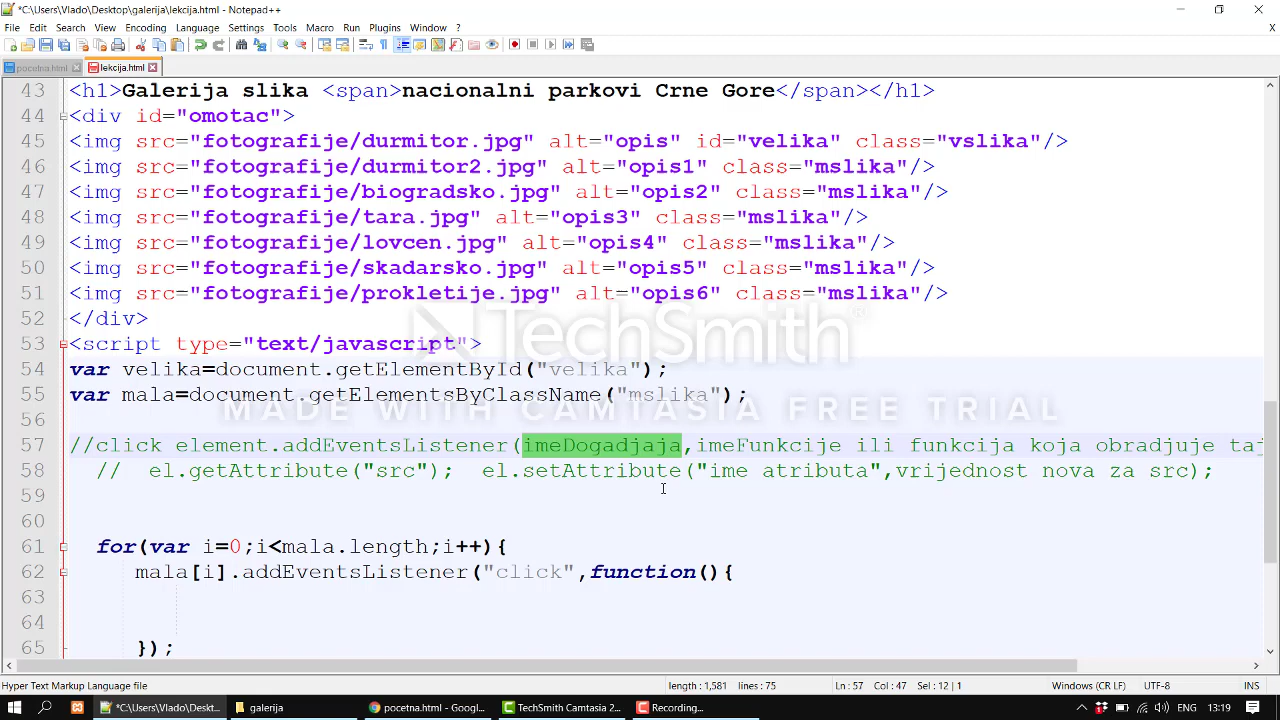 *C:\Users\Vlado\Desktop\galerija\lekcija.html - Notepad++
File Edit Search View Encoding Language Settings Tools Macro Run Plugins Window ? X
pocetna.html lekcija.html
43 <h1>Galerija slika <span>nacionalni parkovi Crne Gore</span></h1>
44 <div id="omotac">
45 <img src="fotografije/durmitor.jpg" alt="opis" id="velika" class="vslika"/>
46 <img src="fotografije/durmitor2.jpg" alt="opis1" class="mslika"/>
47 <img src="fotografije/biogradsko.jpg" alt="opis2" class="mslika"/>
48 <img src="fotografije/tara.jpg" alt="opis3" class="mslika"/>
49 <img src="fotografije/lovcen.jpg" alt="opis4" class="mslika"/>
50 <img src="fotografije/skadarsko.jpg" alt="opis5" class="mslika"/>
51 <img src="fotografije/prokletije.jpg" alt="opis6" class="mslika"/>
52 </div>
TechSmith
53 <script type="text/javascript">
54 var velika=document.getElementById("velika");
55 var mala=document.getElementsByClassName("mslika");
MADE WITH CAMTASIA FREE TRIAL
56
57 //click element.addEventsListener(imeDogadjaja,imeFunkcije ili funkcija koja obradjuje taj
58 // el.getAttribute("src"); el.setAttribute("ime atributa",vrijednost nova za src);
59
60
61 for(var i=0;i<mala.length;i++){
62 mala[i].addEventsListener("click",function(){
63
64
65 });
Hyper Text Markup Language file length : 1,581 lines : 75 Ln : 57 Col : 47 Sel : 12 | 1 Windows (CR LF) UTF-8 INS
*C:\Users\Vlado\Deskt... galerija pocetna.html - Googl... TechSmith Camtasia 2... Recording... ENG 13:19